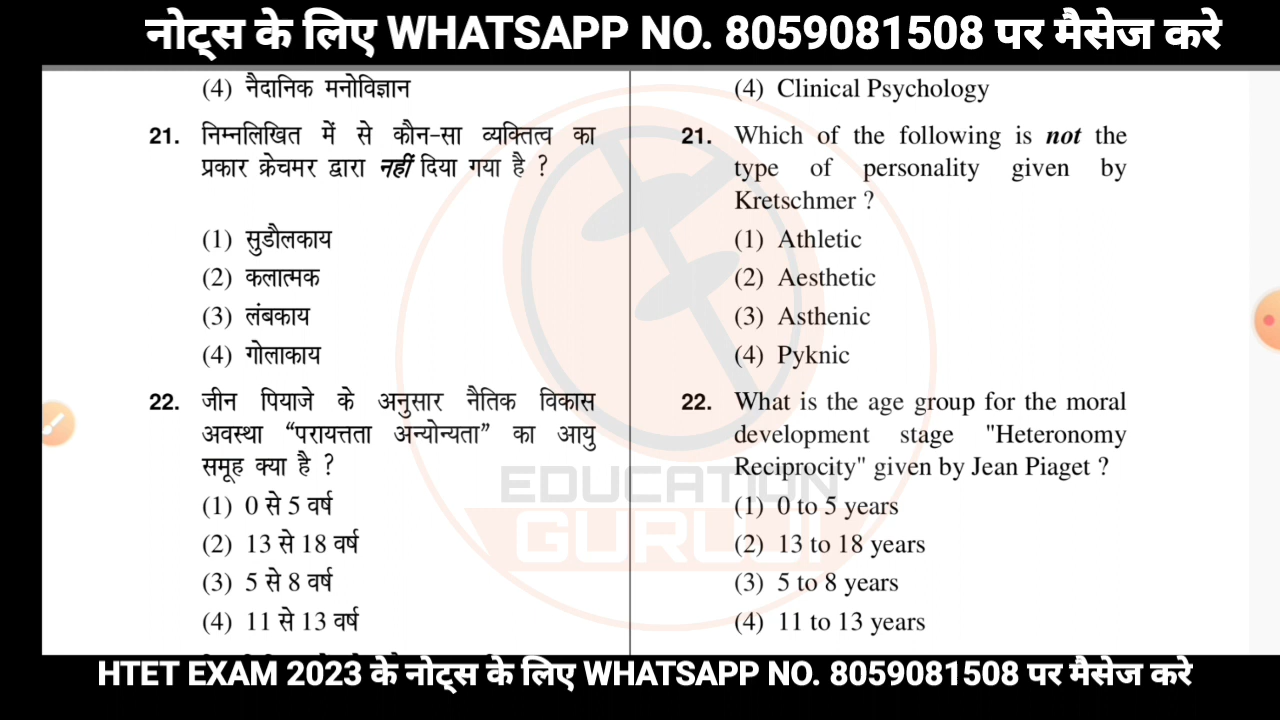 नोट्स के लिए WHATSAPP NO. 8059081508 पर मैसेज करे
(4) नैदानिक मनोविज्ञान
21. निम्नलिखित में से कौन-सा व्यक्तित्व का
प्रकार क्रेचमर द्वारा नहीं दिया गया है ?
(1) सुडौलकाय
(2) कलात्मक
(3) लंबकाय
(4) गोलाकाय
22. जीन पियाजे के अनुसार नैतिक विकास
अवस्था “परायत्तता अन्योन्यता” का आयु
समूह क्या है ?
(1) 0 से 5 वर्ष
(2) 13 से 18 वर्ष
(3) 5 से 8 वर्ष
(4) 11 से 13 वर्ष
(4) Clinical Psychology
21. Which of the following is not the
type of personality given by
Kretschmer ?
(1) Athletic
(2) Aesthetic
(3) Asthenic
(4) Pyknic
22. What is the age group for the moral
development stage "Heteronomy
Reciprocity" given by Jean Piaget ?
(1) 0 to 5 years
(2) 13 to 18 years
(3) 5 to 8 years
(4) 11 to 13 years
EDUCATION
GURUJI
HTET EXAM 2023 के नोट्स के लिए WHATSAPP NO. 8059081508 पर मैसेज करे